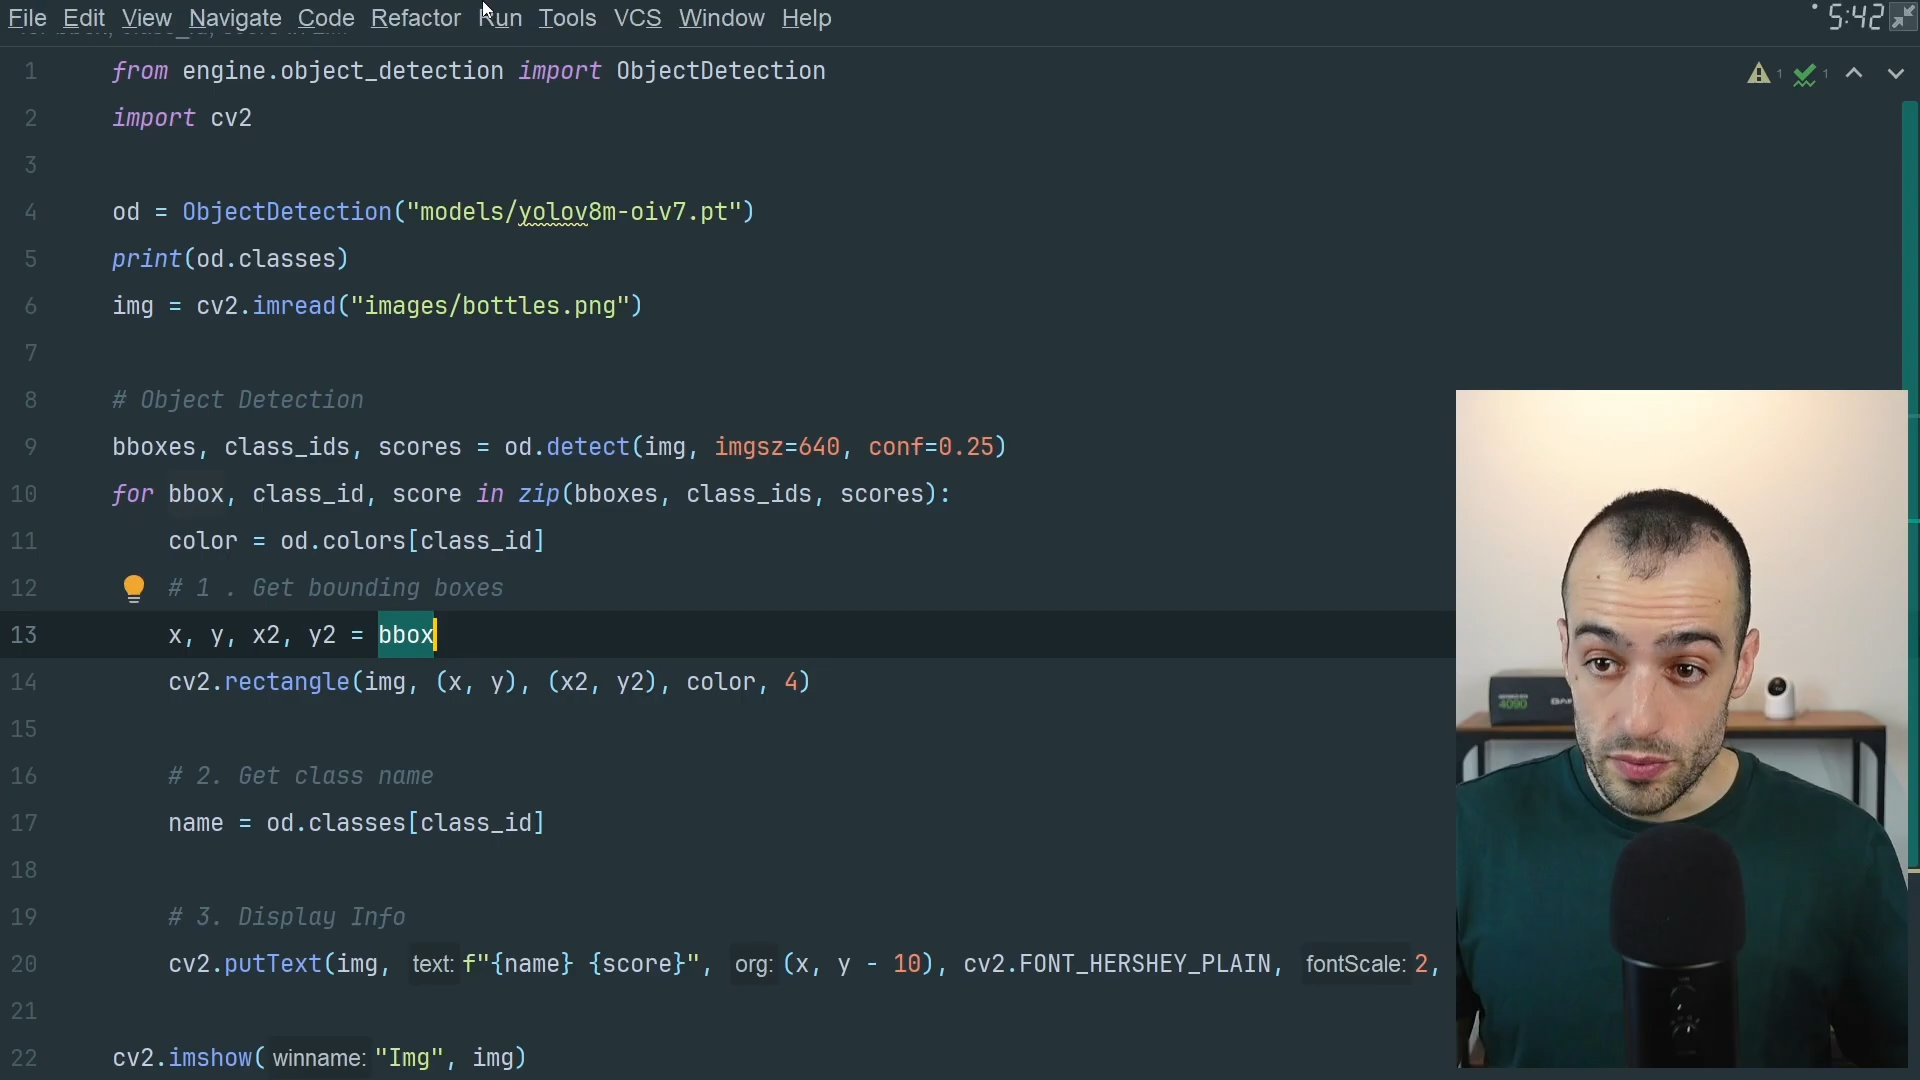 File Edit View Navigate Code Refactor Run Tools VCS Window Help
5:42
1 from engine.object_detection import ObjectDetection
1 1
2 import cv2
3
4 od = ObjectDetection("models/yolov8m-oiv7.pt")
5 print(od.classes)
6 img = cv2.imread("images/bottles.png")
7
8 # Object Detection
9 bboxes, class_ids, scores = od.detect(img, imgsz=640, conf=0.25)
10 for bbox, class_id, score in zip(bboxes, class_ids, scores):
11 color = od.colors[class_id]
12 # 1 . Get bounding boxes
13 x, y, x2, y2 = bbox
14 cv2.rectangle(img, (x, y), (x2, y2), color, 4)
15
16 # 2. Get class name
17 name = od.classes[class_id]
18
19 # 3. Display Info
20 cv2.putText(img, text: f"{name} {score}", org: (x, y - 10), cv2.FONT_HERSHEY_PLAIN, fontScale: 2,
21
22 cv2.imshow( winname: "Img", img)
4090